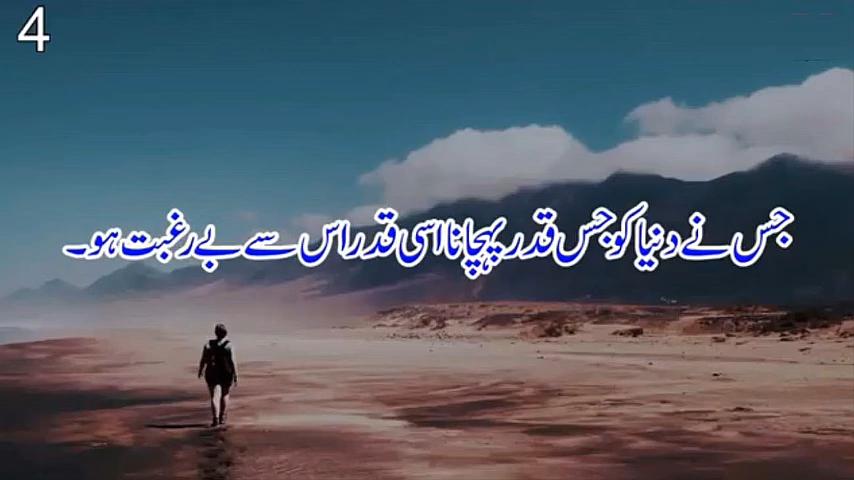 4
جس نے دنیا کو جس قدر پہچانا اسی قدر اس سے بے رغبت ہو۔